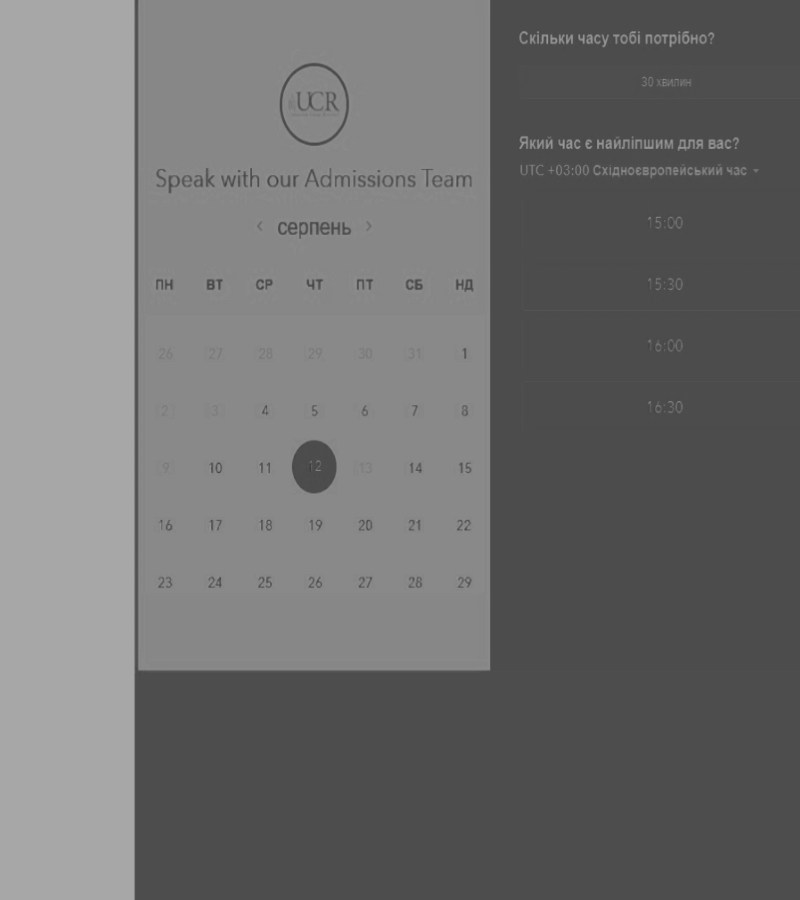 UCR
Speak with our Admissions Team
‹ серпень ›
ПН ВТ СР ЧТ ПТ СБ НД
26 27 28 29 30 31 1
2 3 4 5 6 7 8
9 10 11 12 13 14 15
16 17 18 19 20 21 22
23 24 25 26 27 28 29
Скільки часу тобі потрібно?
30 хвилин
Який час є найліпшим для вас?
UTC +03:00 Східноєвропейський час
15:00
15:30
16:00
16:30